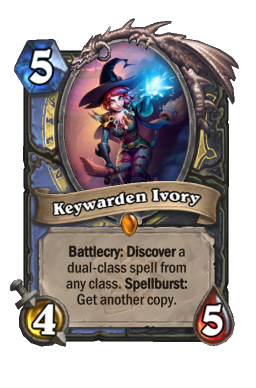 5
Keywarden Ivory
Battlecry: Discover a
dual-class spell from
any class. Spellburst:
Get another copy.
4
5